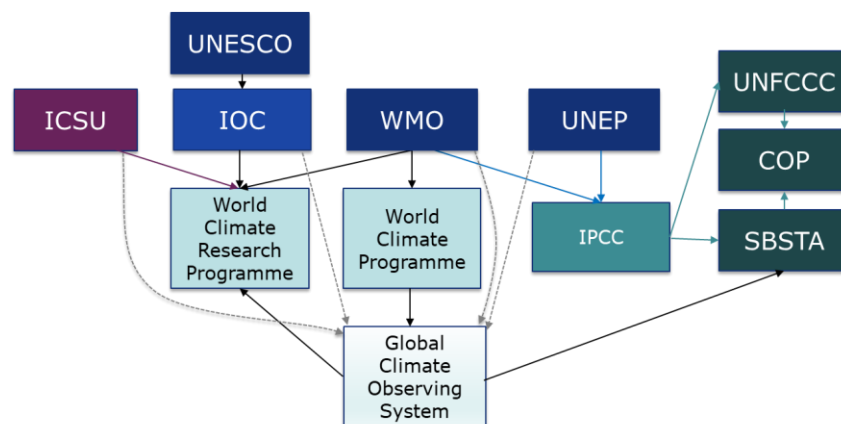 UNESCO
UNFCCC
ICSU
IOC
WMO
UNEP
COP
World
Climate
Research
Programme
World
Climate
Programme
IPCC
SBSTA
Global
Climate
Observing
System